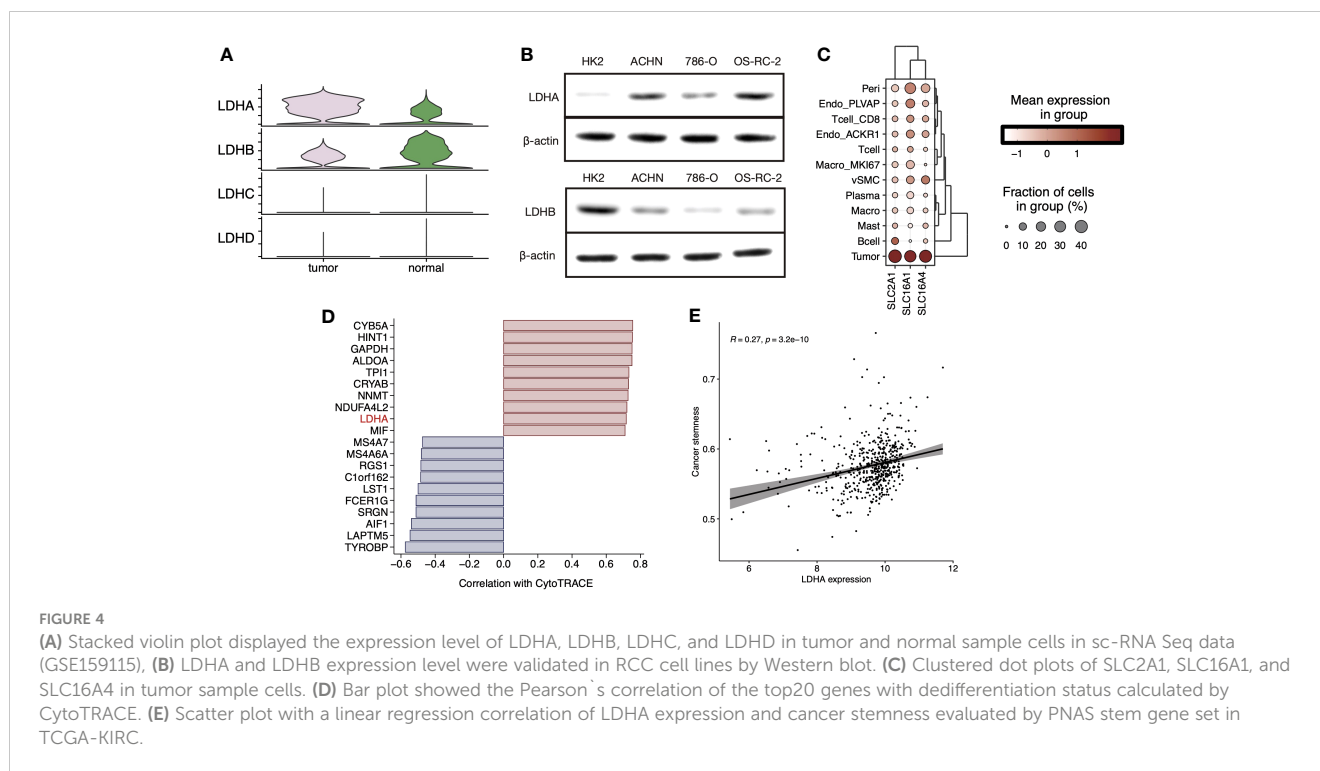 A
LDHA
LDHB
LDHC
LDHD
tumor normal
B
HK2 ACHN 786-O OS-RC-2
LDHA
β-actin
HK2 ACHN 786-O OS-RC-2
LDHB
β-actin
C
Peri
Endo_PLVAP
Tcell_CD8
Endo_ACKR1
Tcell
Macro_MKI67
vSMC
Plasma
Macro
Mast
Bcell
Tumor
SLC2A1
SLC16A1
SLC16A4
Mean expression
in group
−1 0 1
Fraction of cells
in group (%)
0 10 20 30 40
D
CYB5A
HINT1
GAPDH
ALDOA
TPI1
CRYAB
NNMT
NDUFA4L2
LDHA
MIF
MS4A7
MS4A6A
RGS1
C1orf162
LST1
FCER1G
SRGN
AIF1
LAPTM5
TYROBP
−0.6 −0.4 −0.2 0.0 0.2 0.4 0.6 0.8
Correlation with CytoTRACE
E
R = 0.27, p = 3.2e−10
Cancer stemness
0.7
0.6
0.5
6 8 10 12
LDHA expression
FIGURE 4
(A) Stacked violin plot displayed the expression level of LDHA, LDHB, LDHC, and LDHD in tumor and normal sample cells in sc-RNA Seq data
(GSE159115), (B) LDHA and LDHB expression level were validated in RCC cell lines by Western blot. (C) Clustered dot plots of SLC2A1, SLC16A1, and
SLC16A4 in tumor sample cells. (D) Bar plot showed the Pearson`s correlation of the top20 genes with dedifferentiation status calculated by
CytoTRACE. (E) Scatter plot with a linear regression correlation of LDHA expression and cancer stemness evaluated by PNAS stem gene set in
TCGA-KIRC.